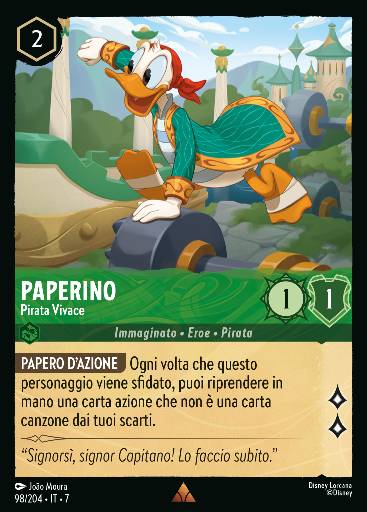 2
PAPERINO
Pirata Vivace
1
1
Immaginato • Eroe • Pirata
PAPERO D'AZIONE Ogni volta che questo
personaggio viene sfidato, puoi riprendere in
mano una carta azione che non è una carta
canzone dai tuoi scarti.
“Signorsì, signor Capitano! Lo faccio subito.”
João Moura
98/204 • IT • 7
Disney Lorcana
©Disney